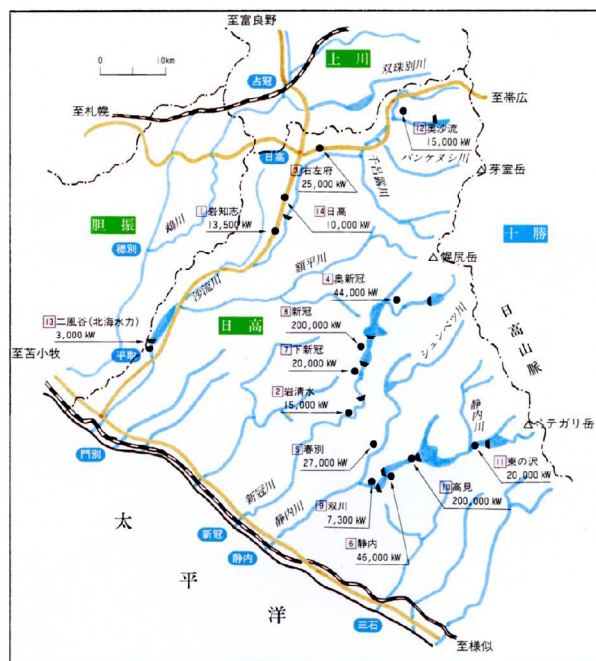 至富良野
0
10km
上川
双珠別川
占冠
至帯広
至札幌
12 奥沙流
15,000 kW
パンケヌシ川
日高
3 右左府
25,000 kW
千呂露川
芽室岳
1 岩知志
13,500 kW
14 日高
10,000 kW
胆振
鵡川
穂別
十勝
幌尻岳
額平川
4 奥新冠
44,000 kW
沙流川
日高
8 新冠
200,000 kW
シュンベツ川
日高山脈
13 二風谷(北海水力)
3,000 kW
7 下新冠
20,000 kW
至苫小牧
平取
2 岩清水
15,000 kW
静内川
ペテガリ岳
門別
5 春別
27,000 kW
11 東の沢
20,000 kW
10 高見
200,000 kW
新冠川
静内川
9 双川
7,300 kW
新冠
静内
6 静内
46,000 kW
太平洋
三石
至様似